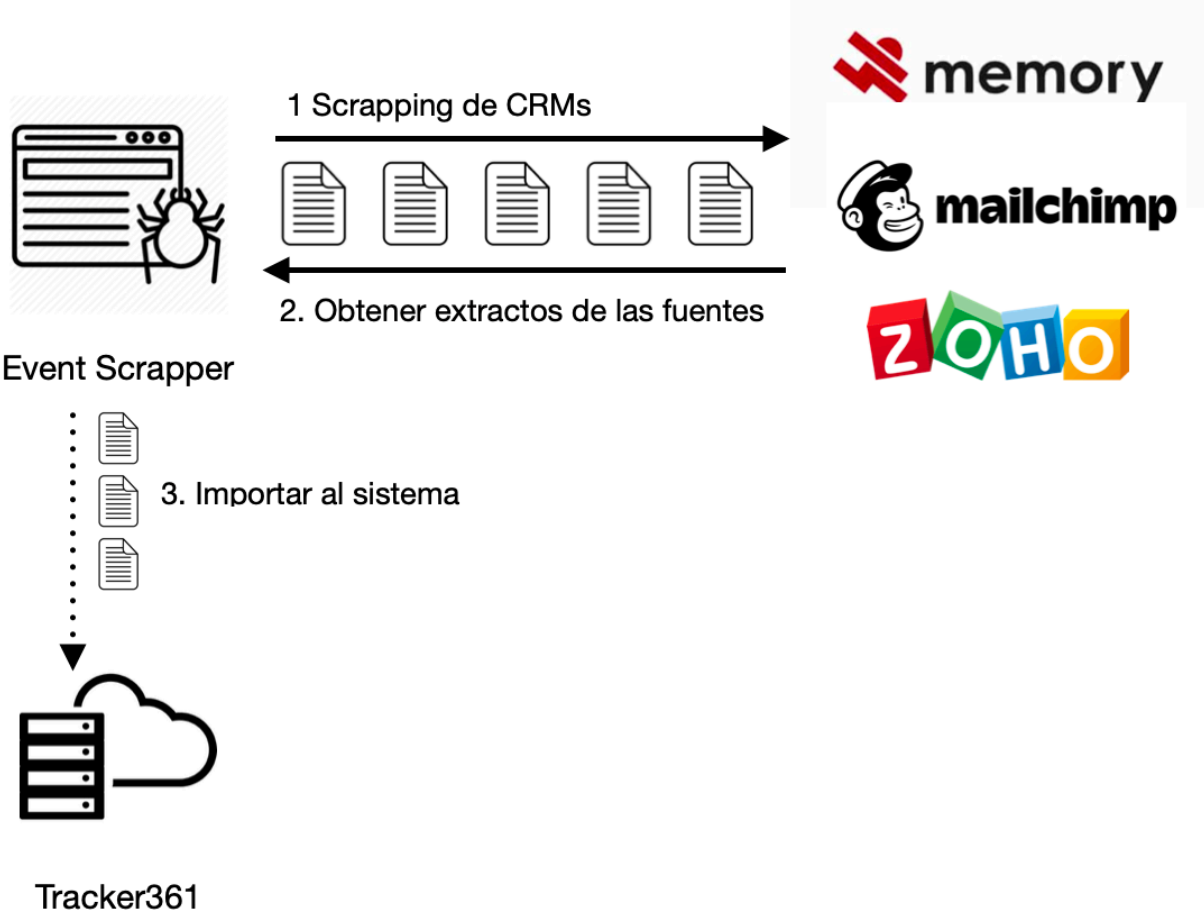 memory
1 Scrapping de CRMs
mailchimp
2. Obtener extractos de las fuentes
ZOHO
Event Scrapper
3. Importar al sistema
Tracker361